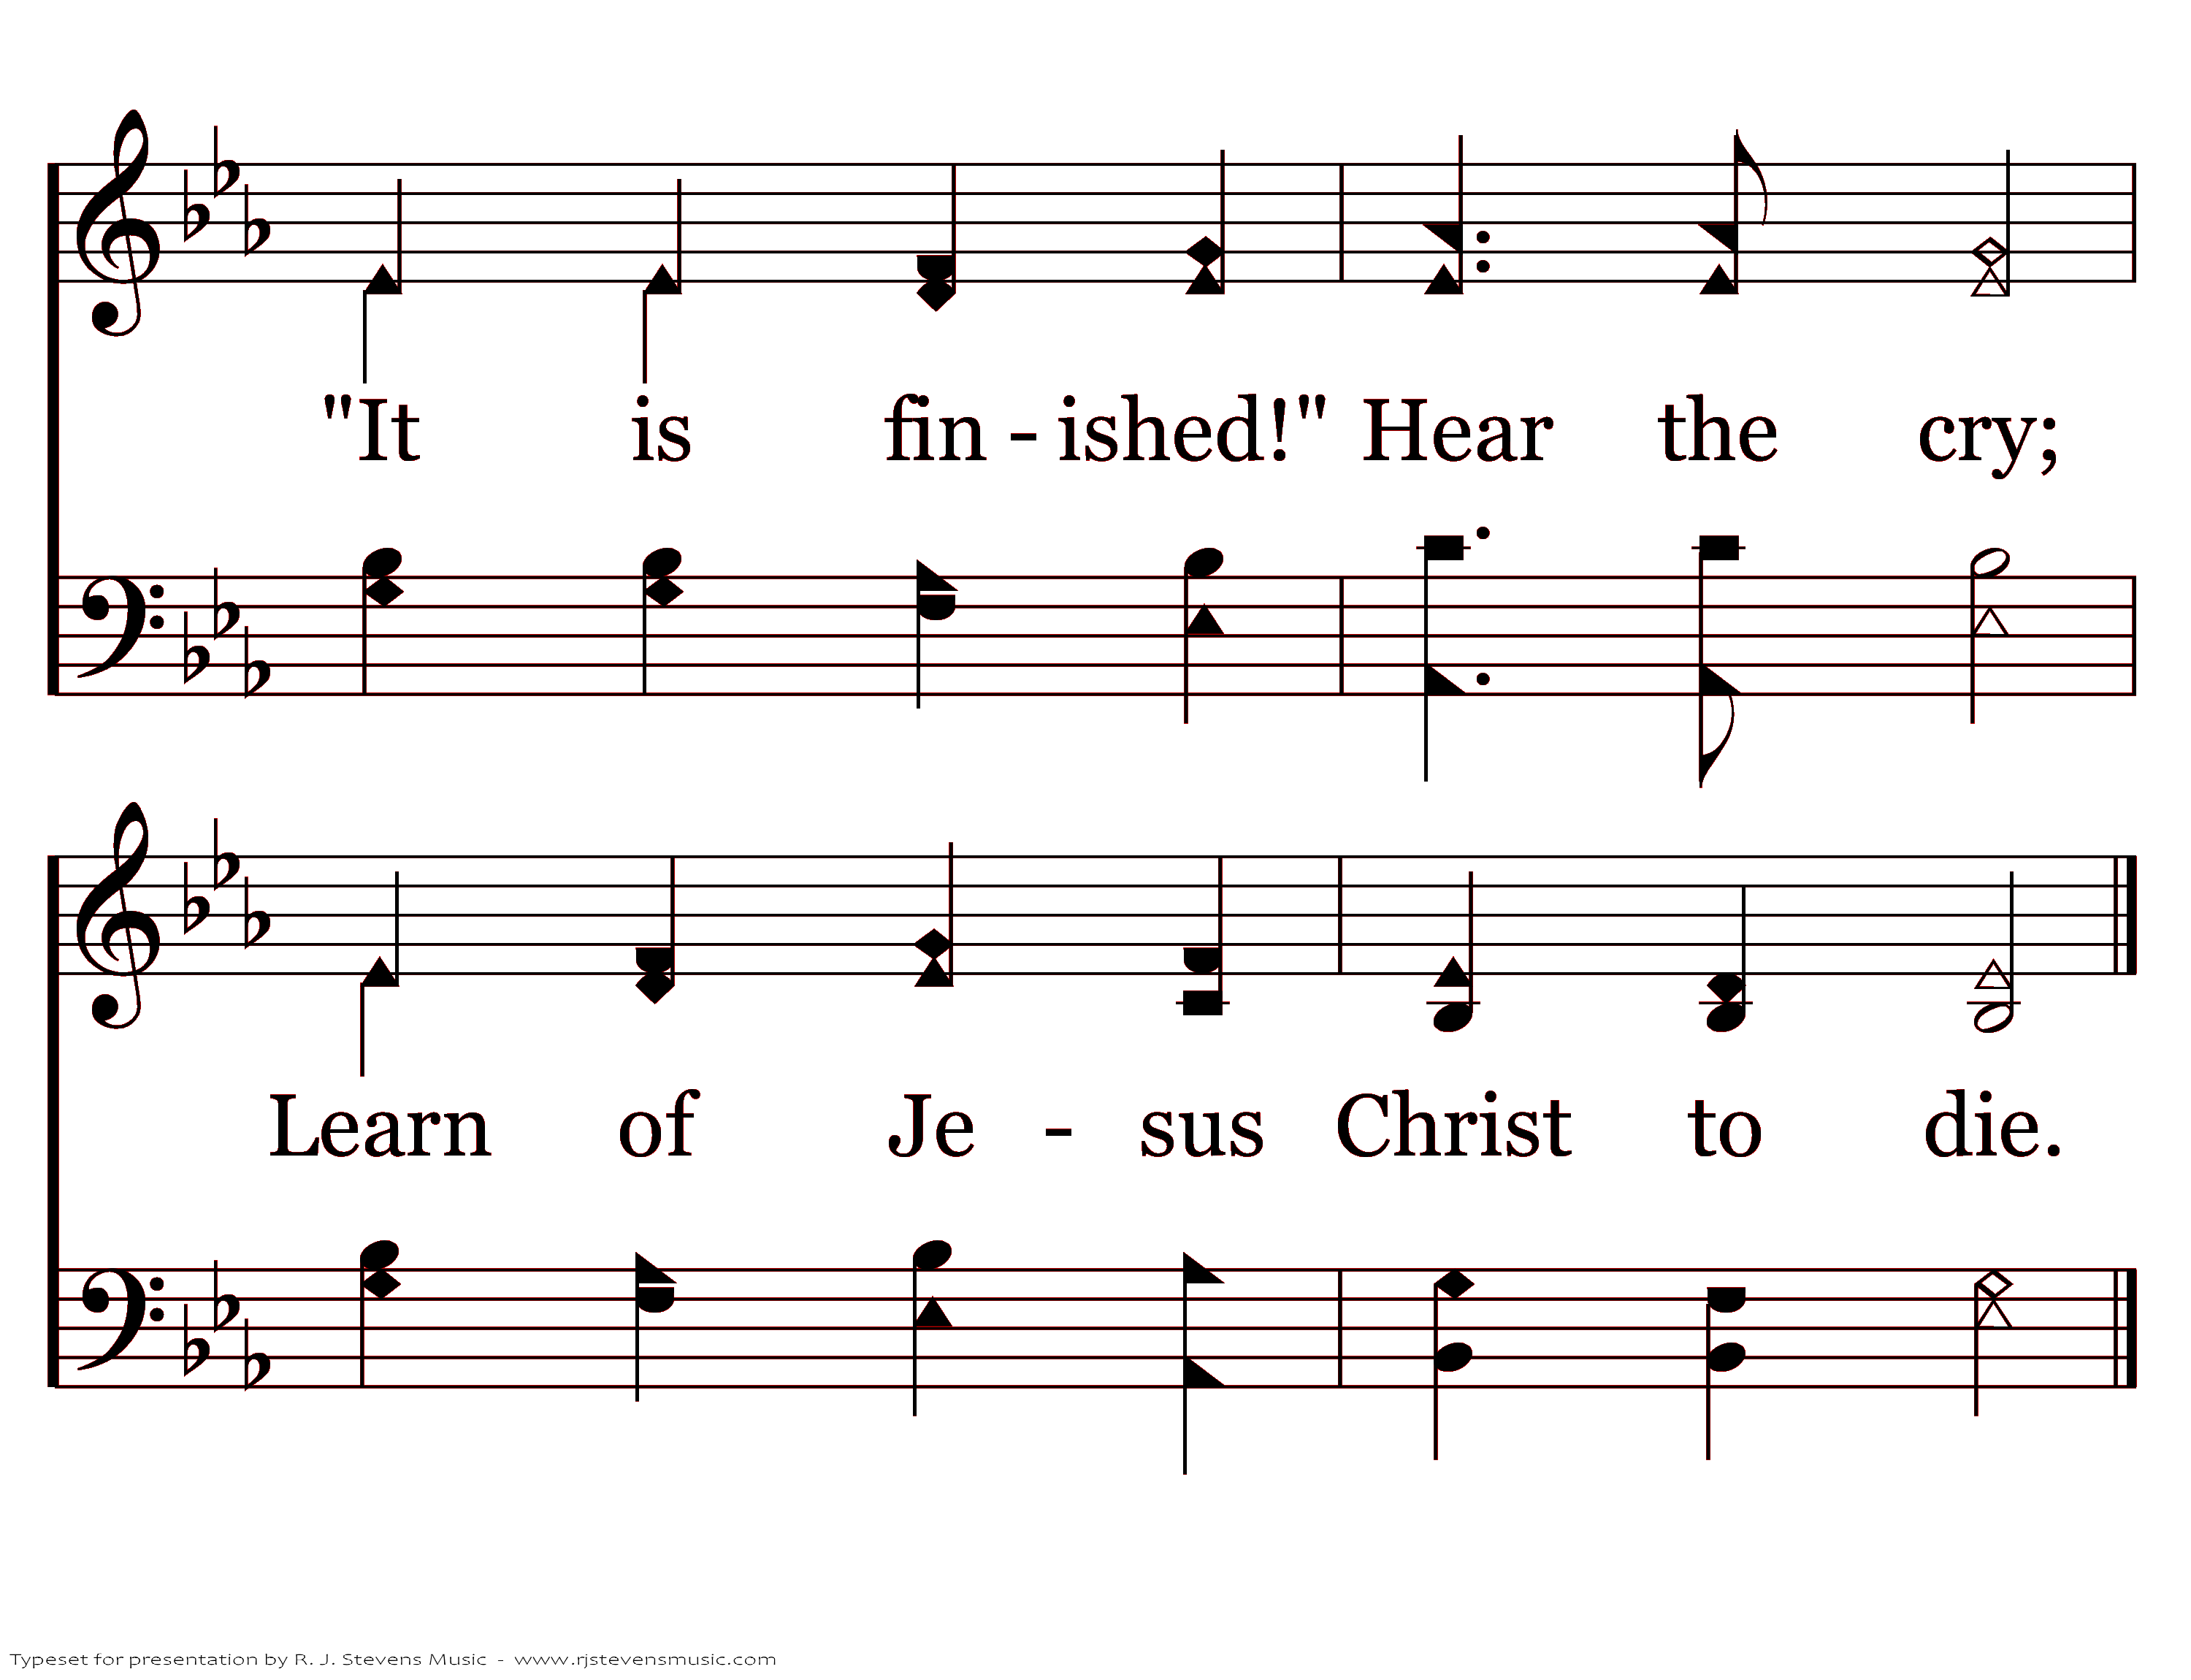 "It is fin - ished!" Hear the cry;
Learn of Je - sus Christ to die.
Typeset for presentation by R. J. Stevens Music - www.rjstevensmusic.com